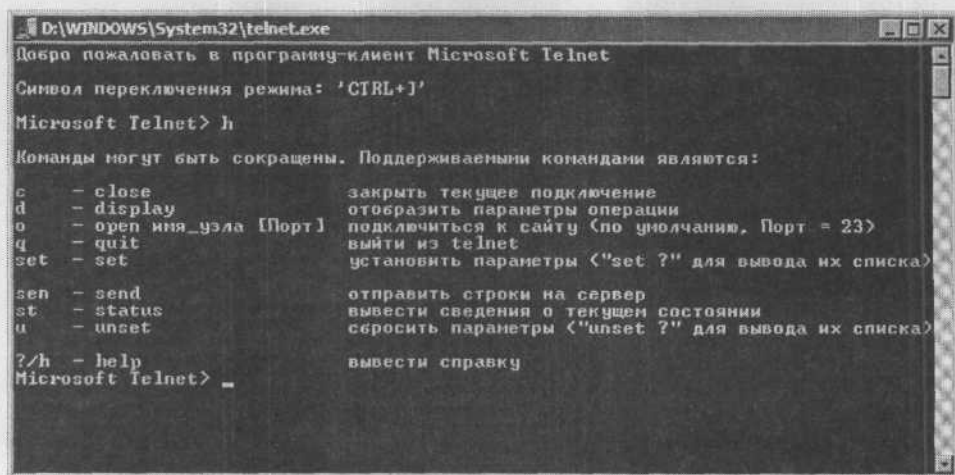 D:\WINDOWS\System32\telnet.exe
Добро пожаловать в программу-клиент Microsoft Telnet
Символ переключения режима: 'CTRL+]'
Microsoft Telnet> h
Команды могут быть сокращены. Поддерживаемыми командами являются:
c - close закрыть текущее подключение
d - display отобразить параметры операции
o - open имя_узла [Порт] подключиться к сайту (по умолчанию, Порт = 23)
q - quit выйти из telnet
set - set установить параметры ("set ?" для вывода их списка)
sen - send отправить строки на сервер
st - status вывести сведения о текущем состоянии
u - unset сбросить параметры ("unset ?" для вывода их списка)
?/h - help вывести справку
Microsoft Telnet> _